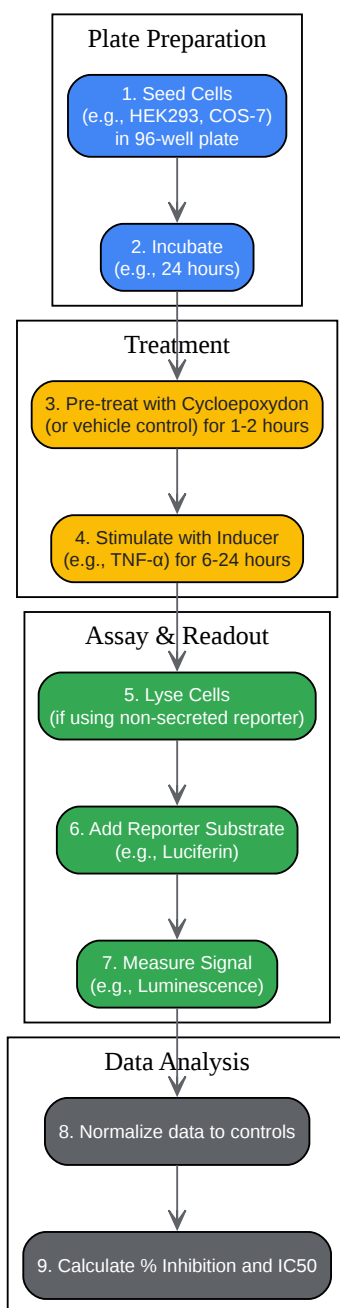 Plate Preparation
1. Seed Cells
(e.g., HEK293, COS-7)
in 96-well plate
2. Incubate
(e.g., 24 hours)
Treatment
3. Pre-treat with Cycloepoxydon
(or vehicle control) for 1-2 hours
4. Stimulate with Inducer
(e.g., TNF-α) for 6-24 hours
Assay & Readout
5. Lyse Cells
(if using non-secreted reporter)
6. Add Reporter Substrate
(e.g., Luciferin)
7. Measure Signal
(e.g., Luminescence)
Data Analysis
8. Normalize data to controls
9. Calculate % Inhibition and IC50